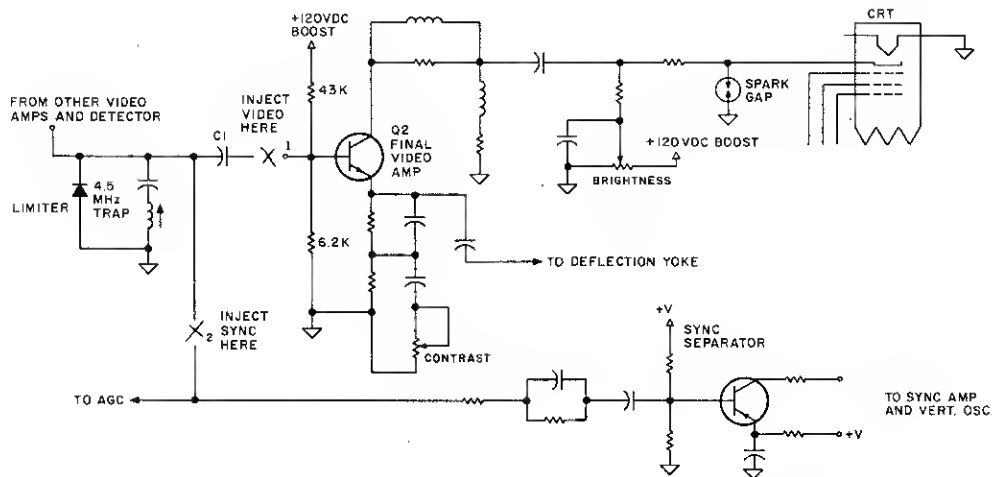 +120VDC
BOOST
CRT
FROM OTHER VIDEO
AMPS AND DETECTOR
INJECT
VIDEO
HERE
43K
Q2
FINAL
VIDEO
AMP
SPARK
GAP
C1
1
+120 VDC BOOST
BRIGHTNESS
4.5
MHz
TRAP
LIMITER
6.2K
TO DEFLECTION YOKE
2
INJECT
SYNC
HERE
CONTRAST
+V
SYNC
SEPARATOR
TO AGC
TO SYNC AMP
AND VERT. OSC.
+V